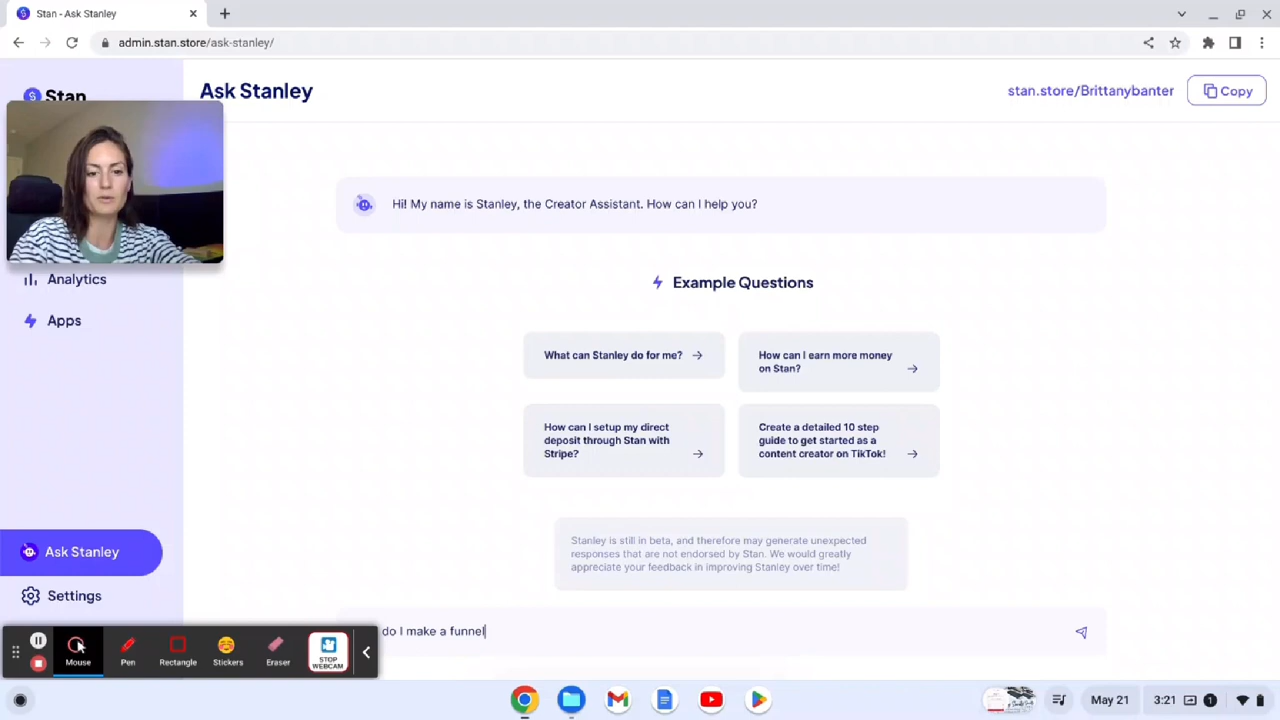 Stan - Ask Stanley
admin.stan.store/ask-stanley/
Stan
Ask Stanley
stan.store/Brittanybanter
Copy
Hi! My name is Stanley, the Creator Assistant. How can I help you?
Analytics
Apps
Example Questions
What can Stanley do for me?
How can I earn more money
on Stan?
How can I setup my direct
deposit through Stan with
Stripe?
Create a detailed 10 step
guide to get started as a
content creator on TikTok!
Stanley is still in beta, and therefore may generate unexpected
responses that are not endorsed by Stan. We would greatly
appreciate your feedback in improving Stanley over time!
Ask Stanley
Settings
do I make a funnel
Mouse
Pen
Rectangle
Stickers
Eraser
STOP
WEBCAM
May 21
3:21
1